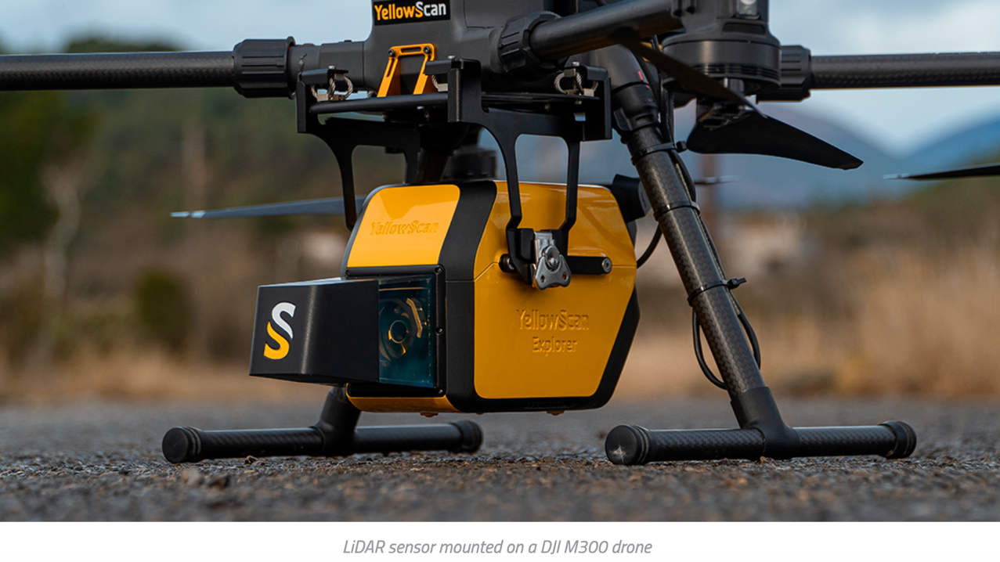 YellowScan
YellowScan
YellowScan
Explorer
S
LiDAR sensor mounted on a DJI M300 drone